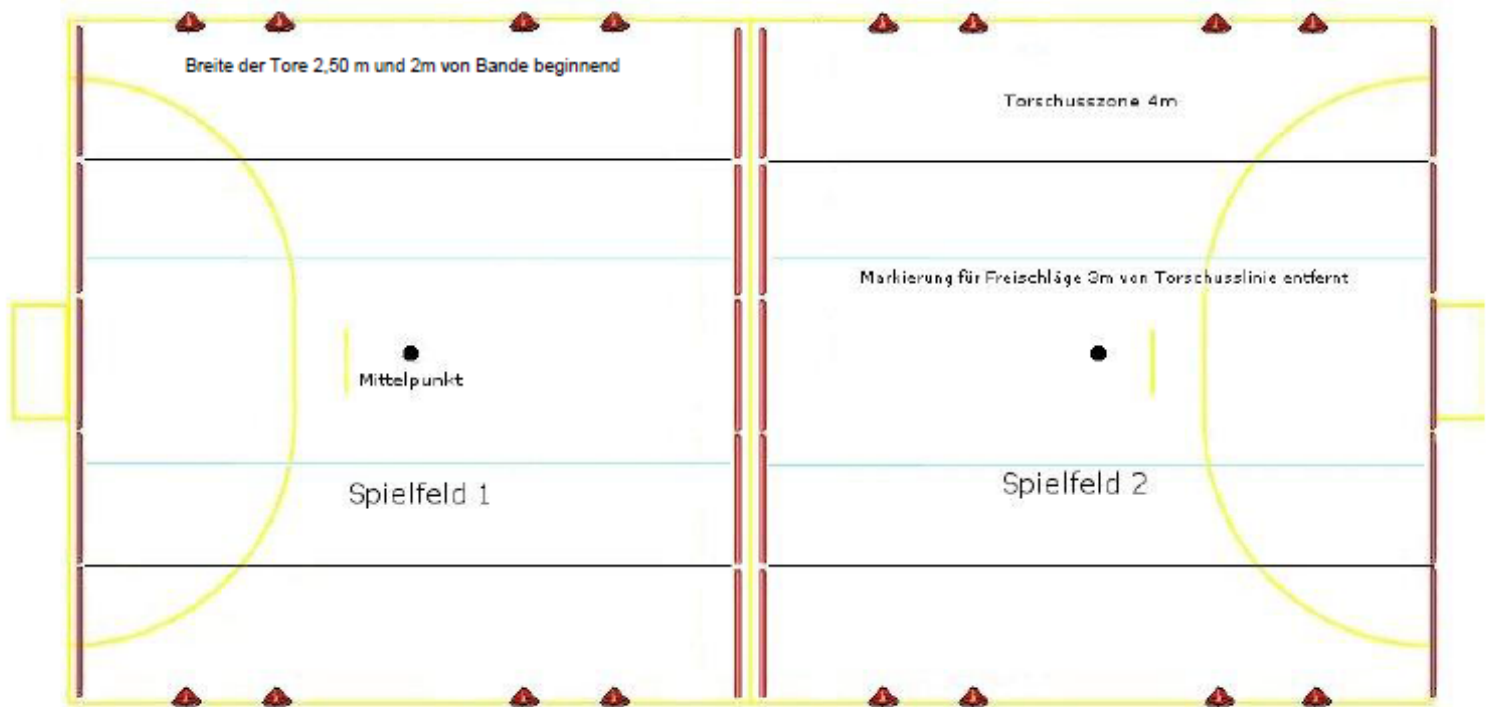 Breite der Tore 2,50 m und 2m von Bande beginnend
Torschusszone 4m
Markierung für Freischläge 3m von Torschusslinie entfernt
Mittelpunkt
Spielfeld 1
Spielfeld 2